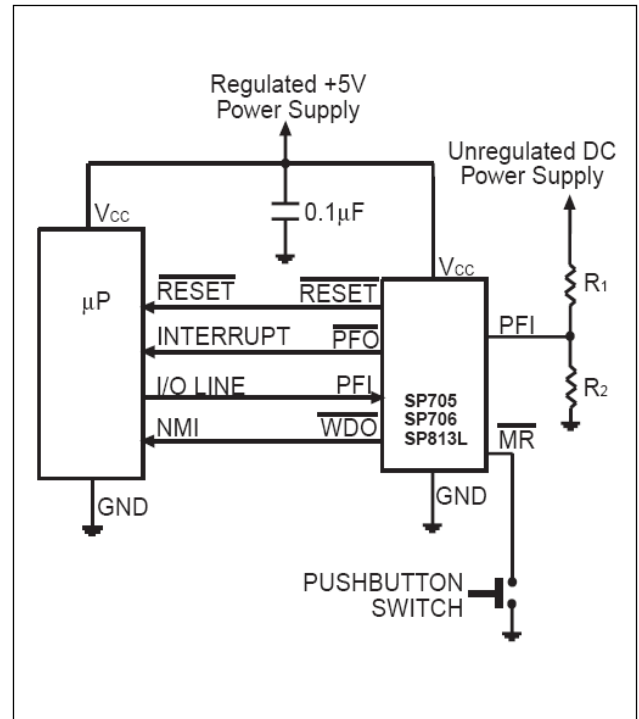 Regulated +5V
Power Supply
Unregulated DC
Power Supply
0.1µF
Vcc
Vcc
µP
RESET
RESET
INTERRUPT
PFO
I/O LINE
PFI
NMI
WDO
SP705
SP706
SP813L
PFI
R1
R2
MR
GND
GND
PUSHBUTTON
SWITCH